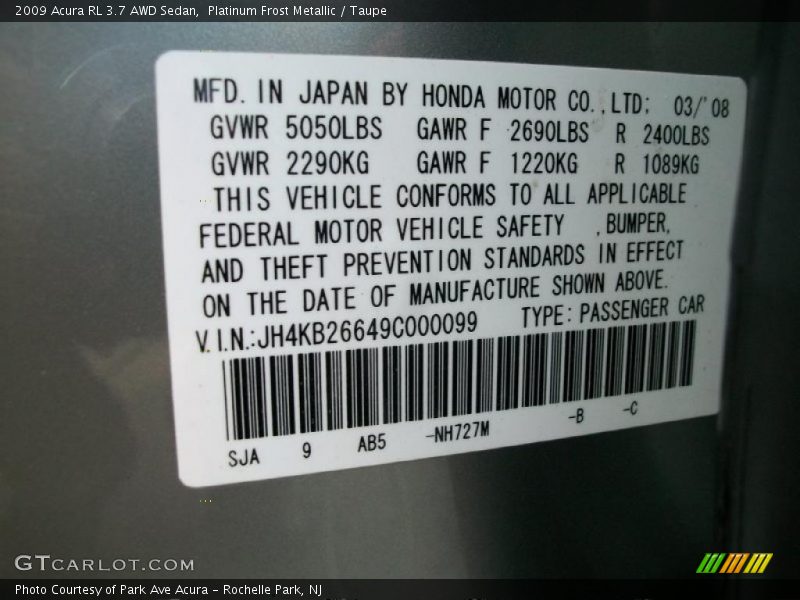 2009 Acura RL 3.7 AWD Sedan,  Platinum Frost Metallic / Taupe
MFD. IN JAPAN BY HONDA MOTOR CO.,LTD; 03/'08
GVWR 5050LBS GAWR F 2690LBS R 2400LBS
GVWR 2290KG GAWR F 1220KG R 1089KG
THIS VEHICLE CONFORMS TO ALL APPLICABLE
FEDERAL MOTOR VEHICLE SAFETY ,BUMPER,
AND THEFT PREVENTION STANDARDS IN EFFECT
ON THE DATE OF MANUFACTURE SHOWN ABOVE.
V.I.N.:JH4KB26649C000099 TYPE: PASSENGER CAR
SJA 9 AB5 -NH727M -B -C
GTCARLOT.COM
Photo Courtesy of Park Ave Acura - Rochelle Park, NJ